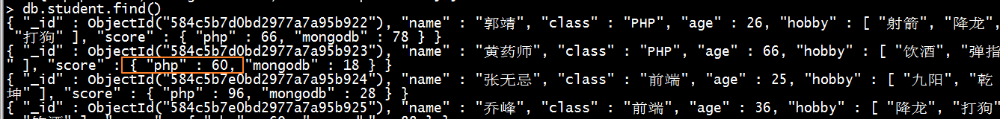 > db.student.find()
{ "_id" : ObjectId("584c5b7d0bd2977a7a95b922"), "name" : "郭靖", "class" : "PHP", "age" : 26, "hobby" : [ "射箭", "降龙",
"打狗" ], "score" : { "php" : 66, "mongodb" : 78 } }
{ "_id" : ObjectId("584c5b7d0bd2977a7a95b923"), "name" : "黄药师", "class" : "PHP", "age" : 66, "hobby" : [ "饮酒", "弹指
" ], "score" : { "php" : 60, "mongodb" : 18 } }
{ "_id" : ObjectId("584c5b7e0bd2977a7a95b924"), "name" : "张无忌", "class" : "前端", "age" : 25, "hobby" : [ "九阳", "乾
坤" ], "score" : { "php" : 96, "mongodb" : 28 } }
{ "_id" : ObjectId("584c5b7e0bd2977a7a95b925"), "name" : "乔峰", "class" : "前端", "age" : 36, "hobby" : [ "降龙", "打狗"